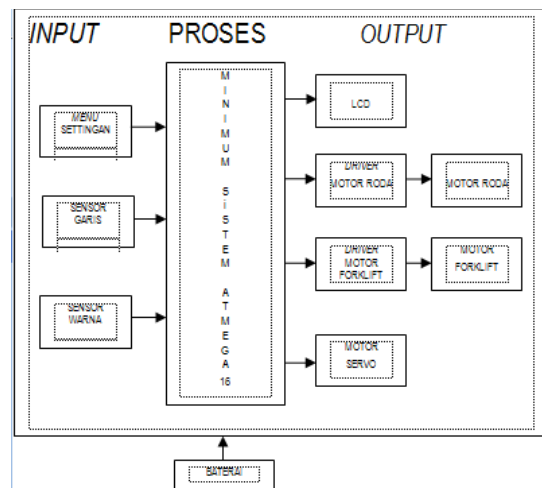 INPUT PROSES OUTPUT
MENU
SETTINGAN
SENSOR
GARIS
SENSOR
WARNA
M
I
N
I
M
U
M
S
i
S
T
E
M
A
T
M
E
G
A
16
LCD
DRIVER
MOTOR RODA
MOTOR RODA
DRIVER
MOTOR
FORKLIFT
MOTOR
FORKLIFT
MOTOR
SERVO
BATERAI